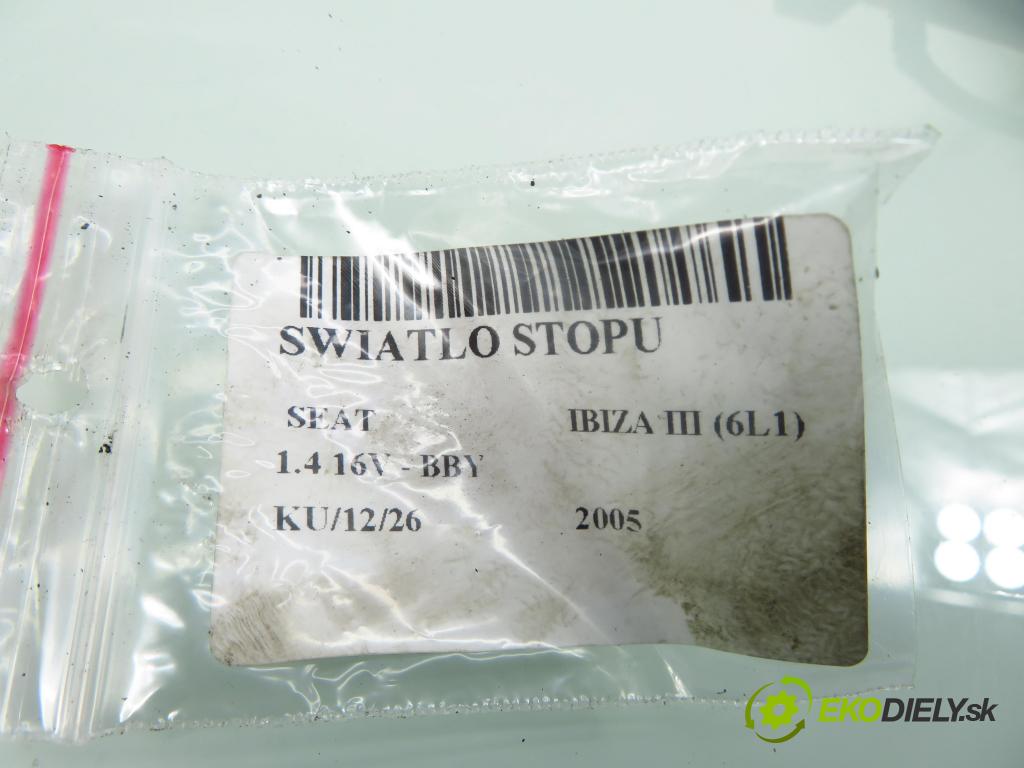 SWIATLO STOPU
SEAT IBIZA III (6L1)
1.4 16V - BBY
KU/12/26 2005
EKODIELY.sk